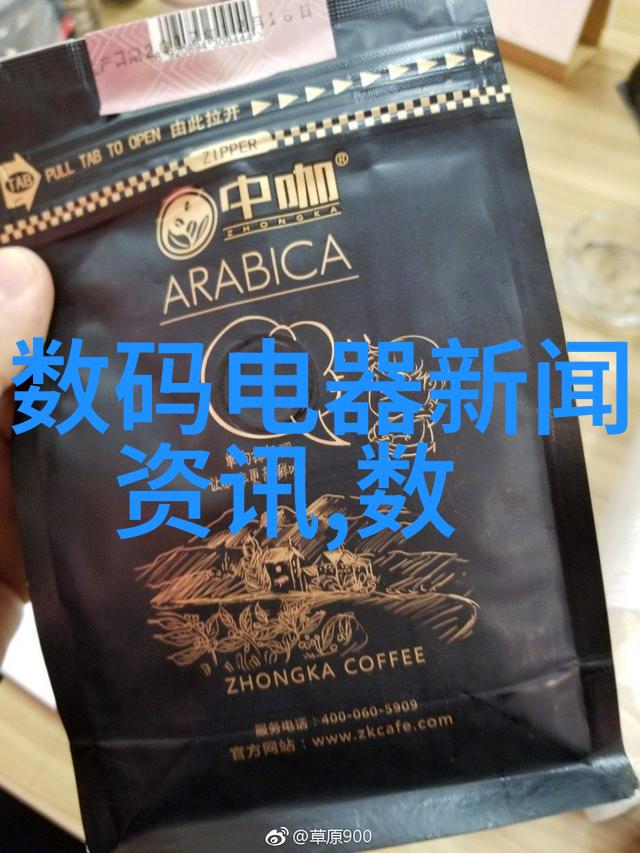 PULL TAB TO OPEN 由此拉开
TAB
ZIPPER
中咖®
ZHONGKA
ARABICA
数码电器新闻
资讯,数
ZHONGKA COFFEE
服务电话:400-060-5909
官方网站:www.zkcafe.com
@草原900